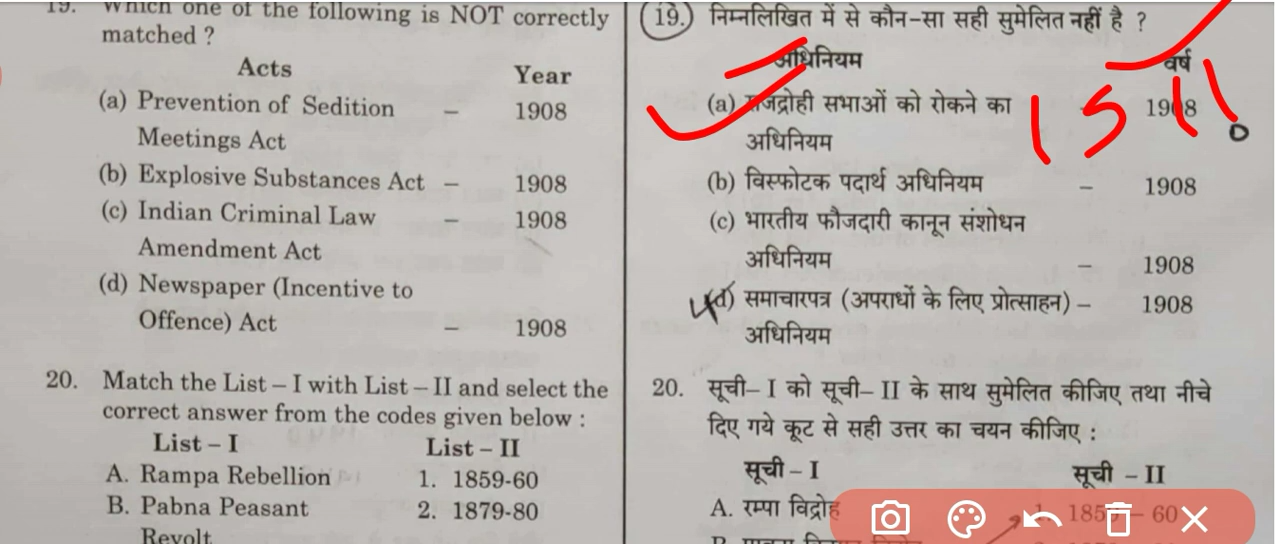 19. Which one of the following is NOT correctly
matched ?
Acts Year
(a) Prevention of Sedition – 1908
Meetings Act
(b) Explosive Substances Act – 1908
(c) Indian Criminal Law – 1908
Amendment Act
(d) Newspaper (Incentive to
Offence) Act – 1908
20. Match the List – I with List – II and select the
correct answer from the codes given below :
List – I List – II
A. Rampa Rebellion 1. 1859-60
B. Pabna Peasant 2. 1879-80
Revolt
19. निम्नलिखित में से कौन-सा सही सुमेलित नहीं है ?
अधिनियम वर्ष
(a) राजद्रोही सभाओं को रोकने का – 1908
अधिनियम
(b) विस्फोटक पदार्थ अधिनियम – 1908
(c) भारतीय फौजदारी कानून संशोधन
अधिनियम – 1908
(d) समाचारपत्र (अपराधों के लिए प्रोत्साहन) – 1908
अधिनियम
20. सूची– I को सूची– II के साथ सुमेलित कीजिए तथा नीचे
दिए गये कूट से सही उत्तर का चयन कीजिए :
सूची – I सूची – II
A. रम्पा विद्रोह 1. 1859 – 60